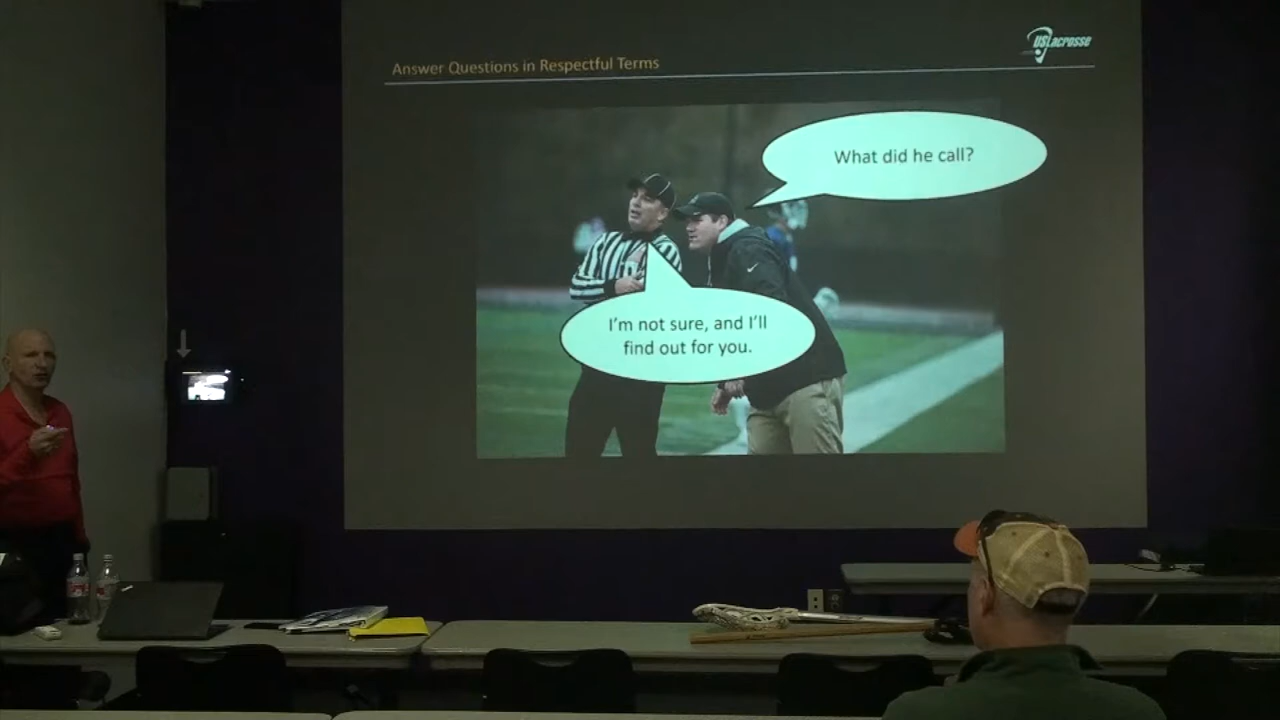 Answer Questions in Respectful Terms
USLacrosse
What did he call?
I'm not sure, and I'll
find out for you.